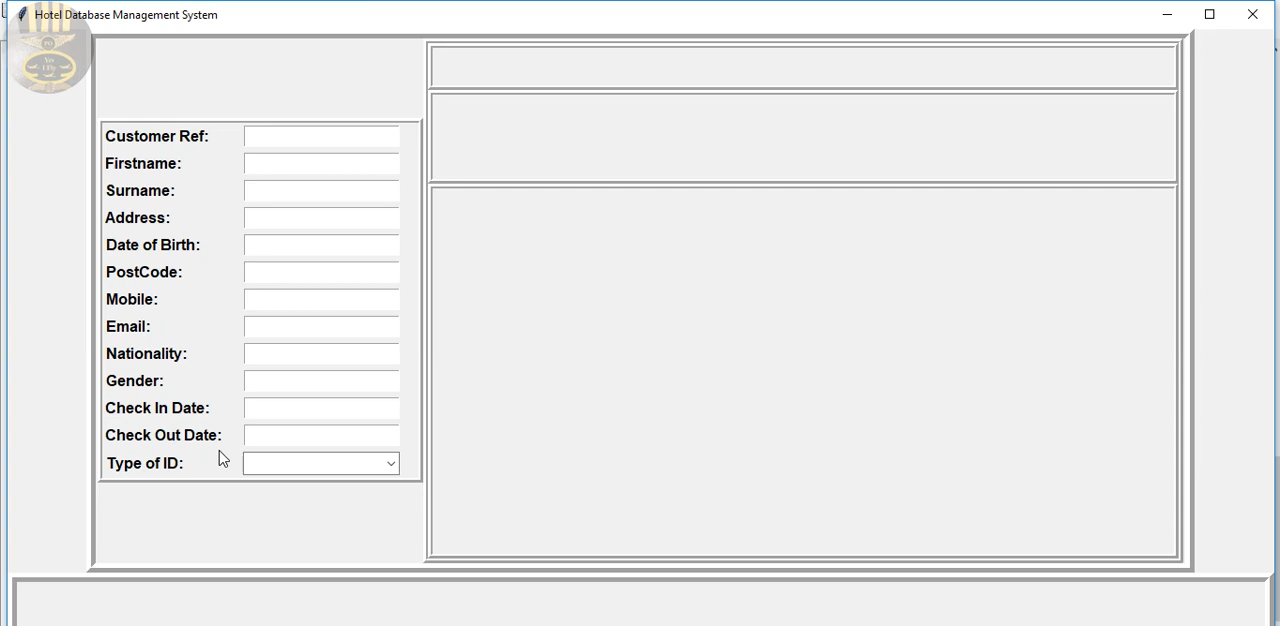 Hotel Database Management System
Customer Ref:
Firstname:
Surname:
Address:
Date of Birth:
PostCode:
Mobile:
Email:
Nationality:
Gender:
Check In Date:
Check Out Date:
Type of ID: